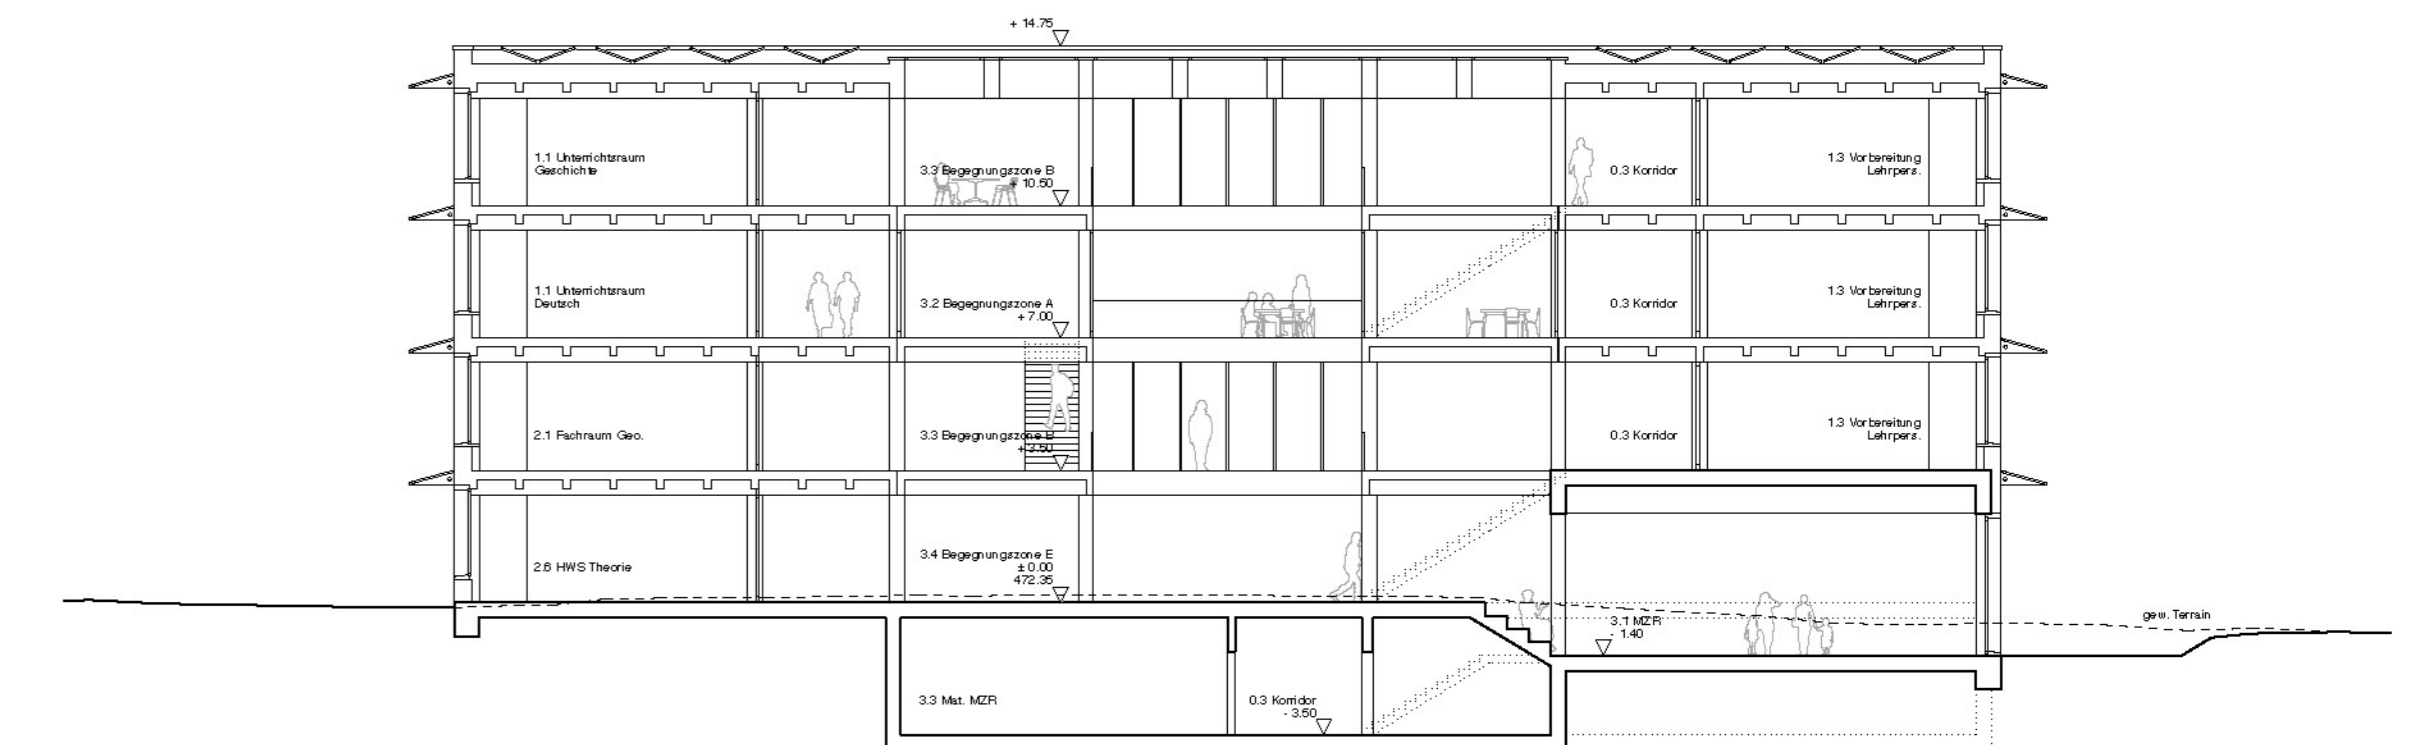 + 14.75
1.1 Unterrichtsraum
Geschichte
3.3 Begegnungszone B
+ 10.50
0.3 Korridor
1.3 Vorbereitung
Lehrpers.
1.1 Unterrichtsraum
Deutsch
3.2 Begegnungszone A
+ 7.00
0.3 Korridor
1.3 Vorbereitung
Lehrpers.
2.1 Fachraum Geo.
3.3 Begegnungszone B
+ 3.50
0.3 Korridor
1.3 Vorbereitung
Lehrpers.
2.6 HWS Theorie
3.4 Begegnungszone E
± 0.00
472.35
3.1 MZR
- 1.40
gew. Terrain
3.3 Mat. MZR
0.3 Korridor
- 3.50